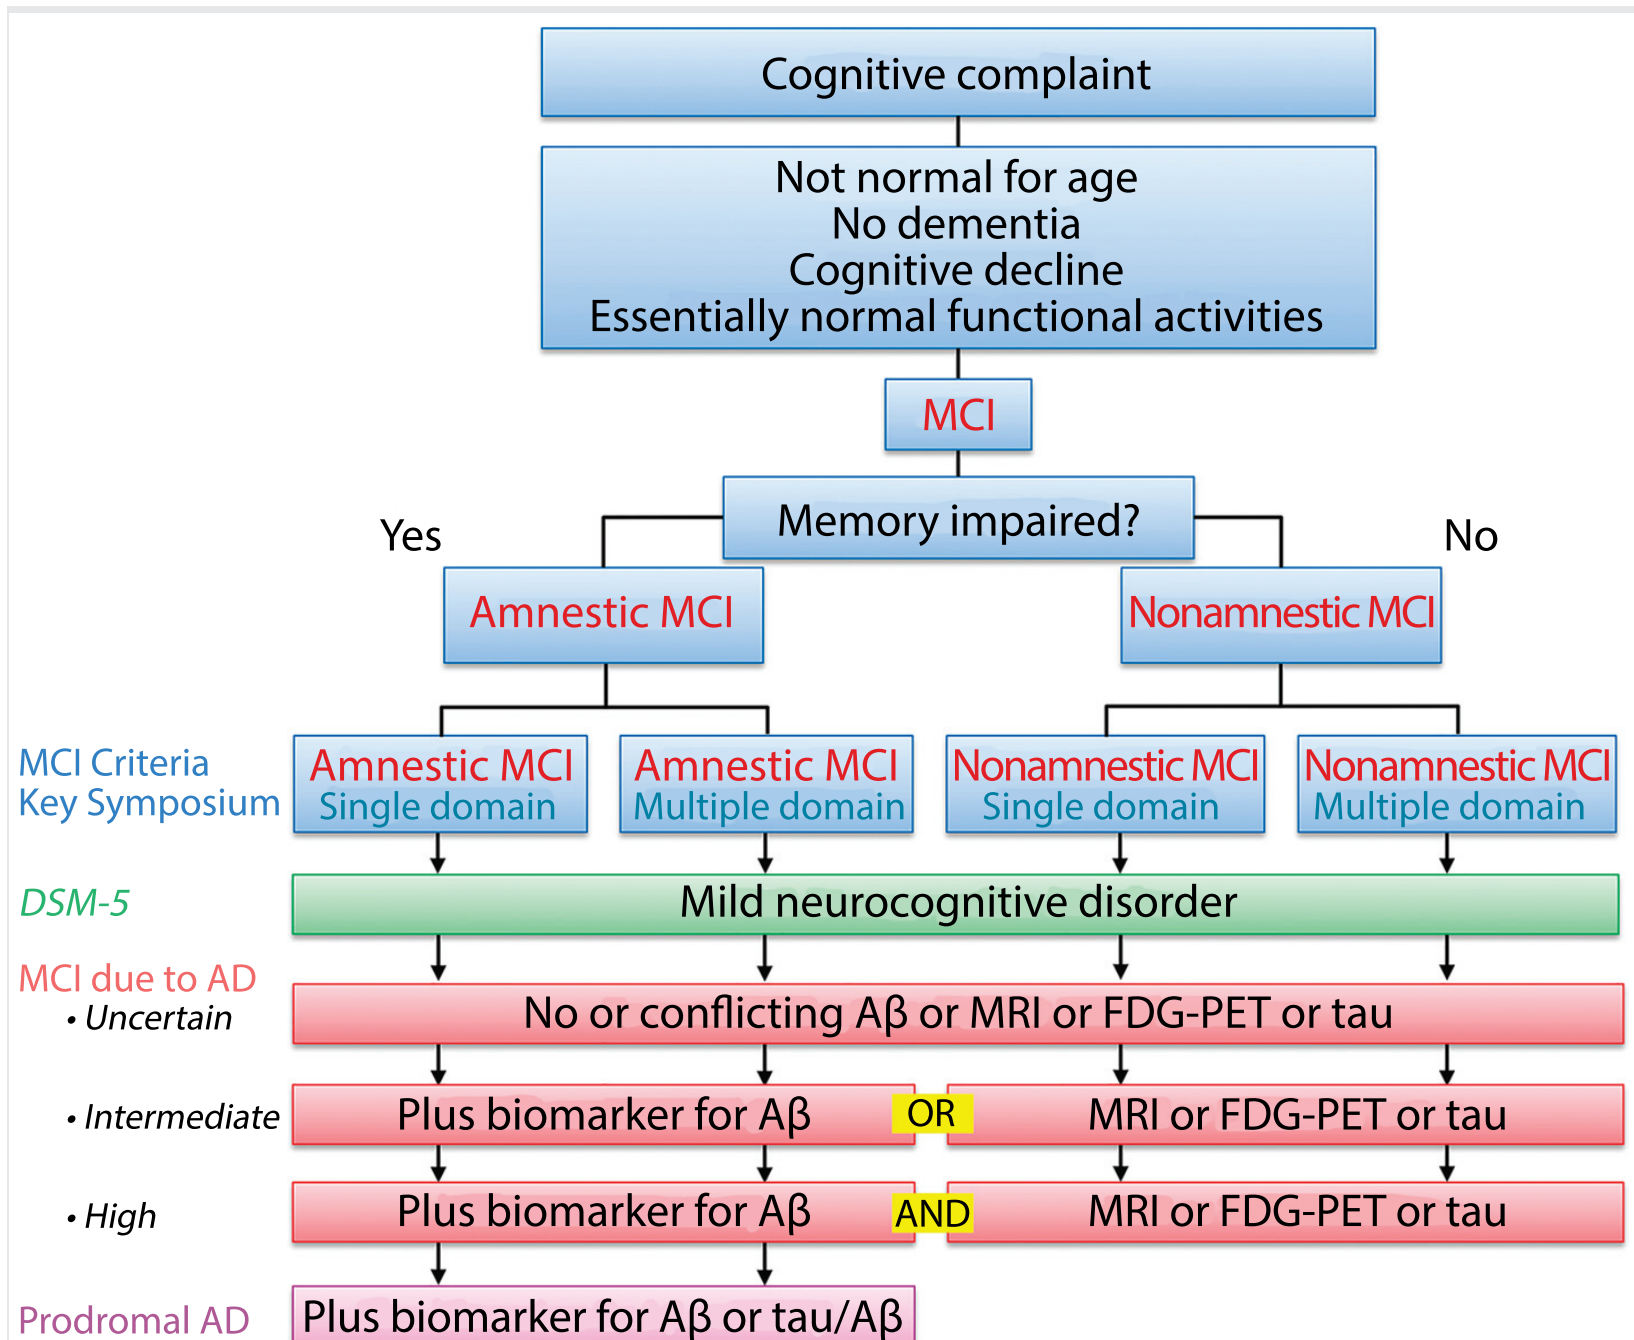 Cognitive complaint
Not normal for age
No dementia
Cognitive decline
Essentially normal functional activities
MCI
Yes
Memory impaired?
No
Amnestic MCI
Nonamnestic MCI
MCI Criteria
Key Symposium
Amnestic MCI
Single domain
Amnestic MCI
Multiple domain
Nonamnestic MCI
Single domain
Nonamnestic MCI
Multiple domain
DSM-5
Mild neurocognitive disorder
MCI due to AD
• Uncertain
No or conflicting Aβ or MRI or FDG-PET or tau
• Intermediate
Plus biomarker for Aβ
OR
MRI or FDG-PET or tau
• High
Plus biomarker for Aβ
AND
MRI or FDG-PET or tau
Prodromal AD
Plus biomarker for Aβ or tau/Aβ